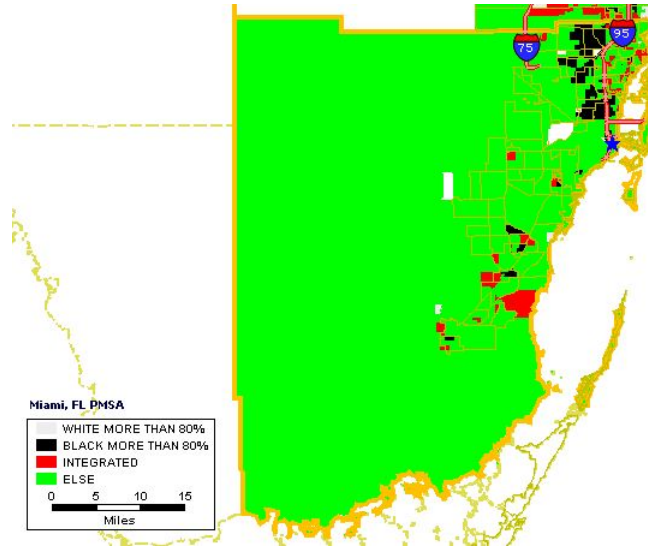 75
95
Miami, FL PMSA
WHITE MORE THAN 80%
BLACK MORE THAN 80%
INTEGRATED
ELSE
0 5 10 15
Miles